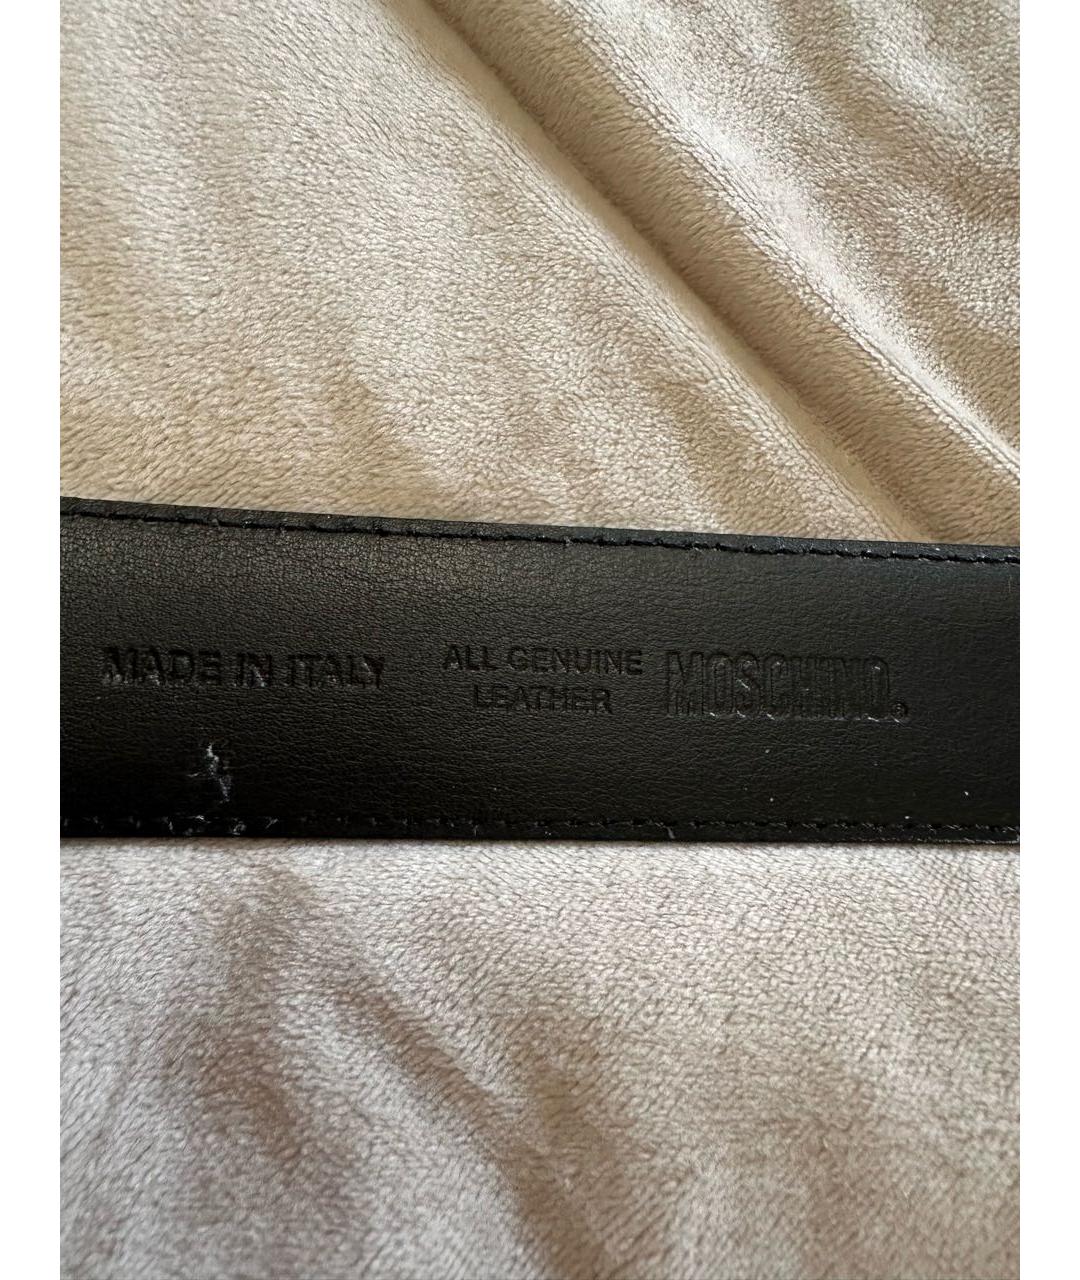 MADE IN ITALY
ALL GENUINE
LEATHER
MOSCHINO.®